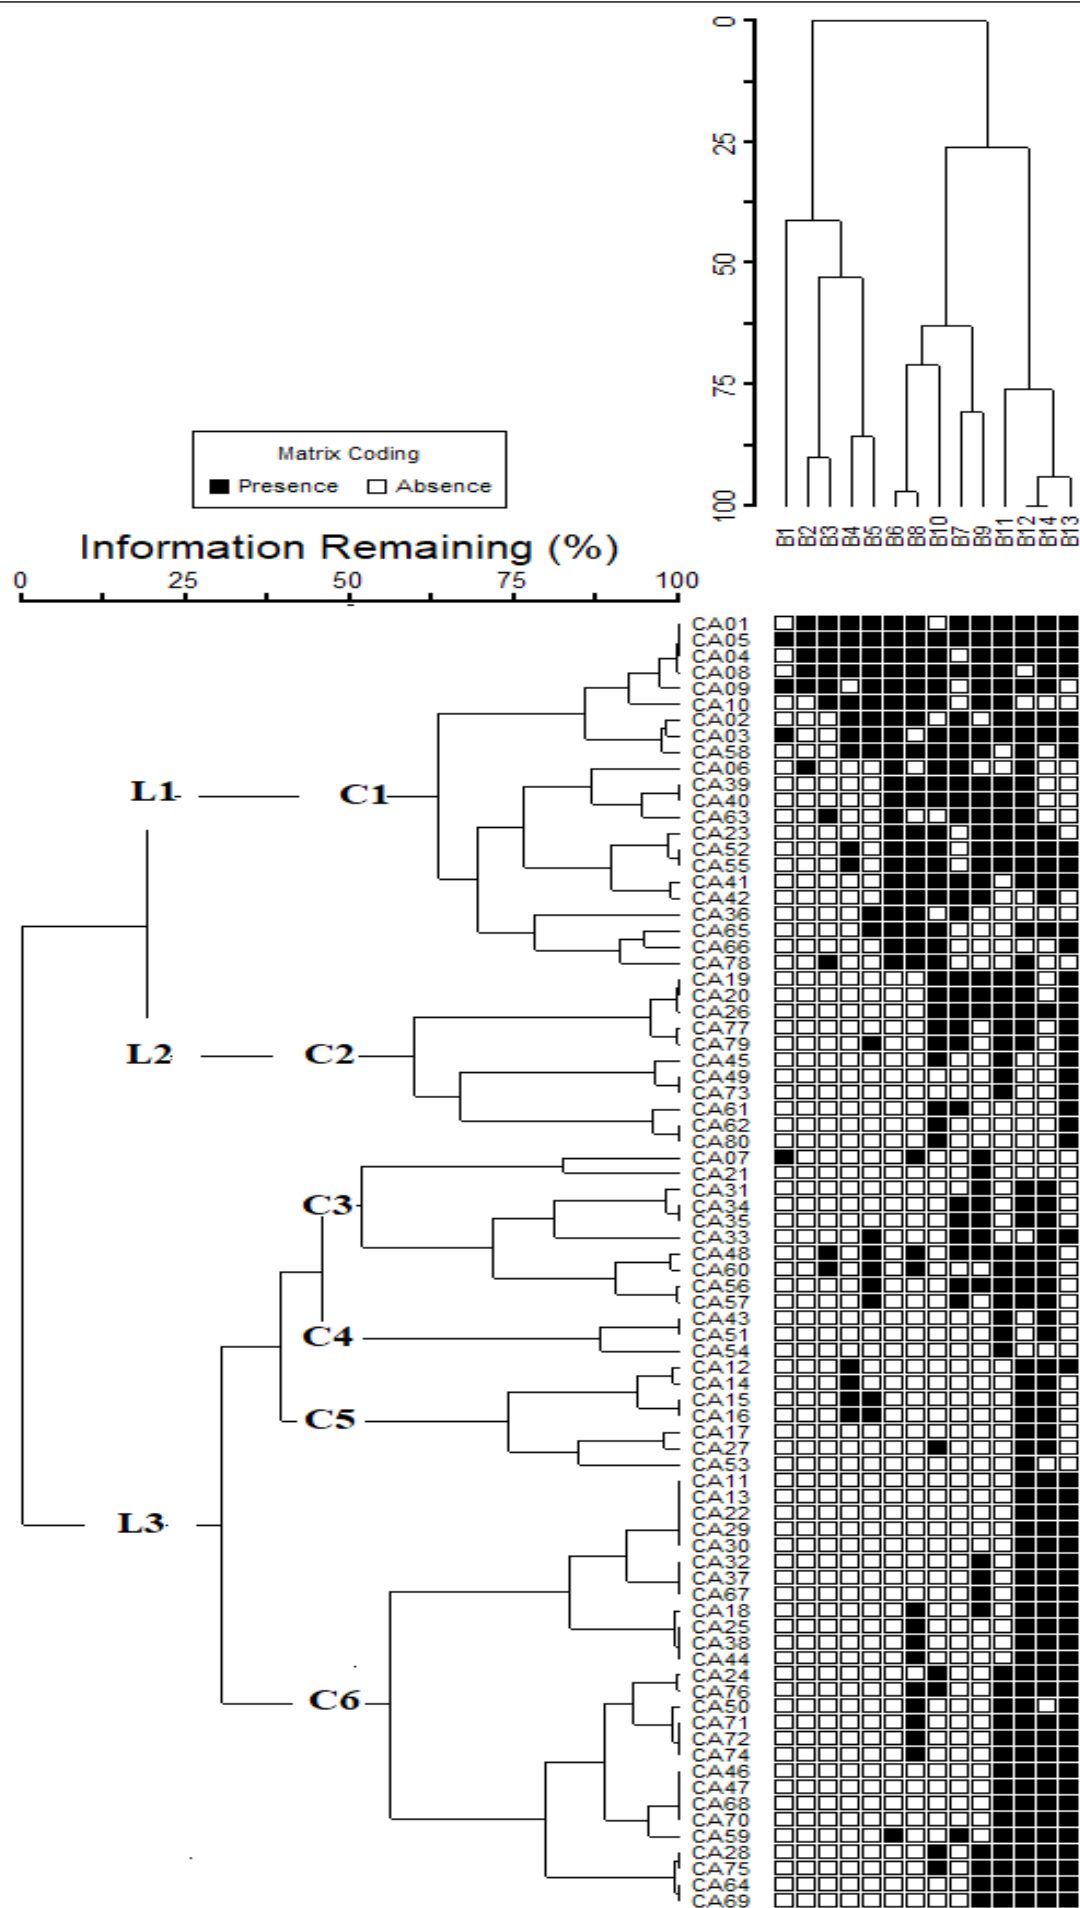 0
25
50
75
100
B1 B2 B3 B4 B5 B6 B8 B10 B7 B9 B11 B12 B14 B13
Matrix Coding
Presence Absence
Information Remaining (%)
0 25 50 75 100
CA01
CA05
CA04
CA08
CA09
CA10
CA02
CA03
CA58
CA06
CA39
L1 C1 CA40
CA63
CA23
CA52
CA55
CA41
CA42
CA36
CA65
CA66
CA78
CA19
CA20
CA26
CA77
CA79
L2 C2 CA45
CA49
CA73
CA61
CA62
CA80
CA07
CA21
CA31
C3 CA34
CA35
CA33
CA48
CA60
CA56
CA57
CA43
C4 CA51
CA54
CA12
CA14
CA15
C5 CA16
CA17
CA27
CA53
CA11
CA13
CA22
L3 CA29
CA30
CA32
CA37
CA67
CA18
CA25
CA38
CA44
CA24
CA76
C6 CA50
CA71
CA72
CA74
CA46
CA47
CA68
CA70
CA59
CA28
CA75
CA64
CA69